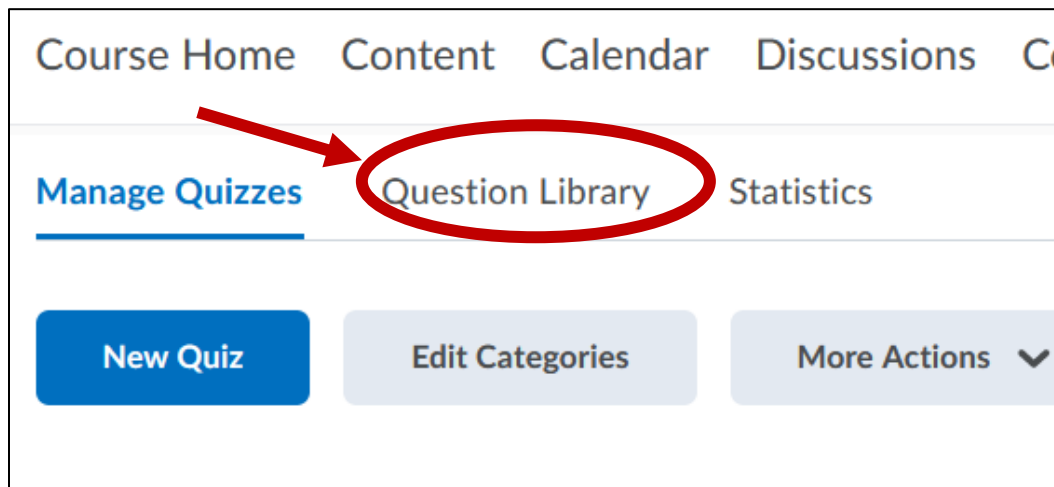 Course Home Content Calendar Discussions
Manage Quizzes Question Library Statistics
New Quiz Edit Categories More Actions